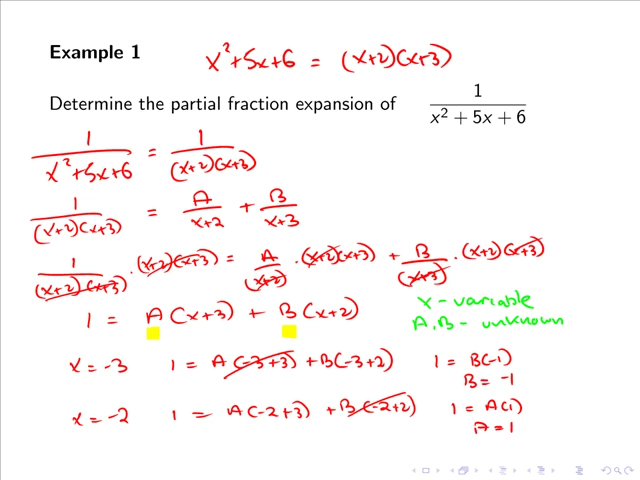 Example 1
x² + 5x + 6 = (x+2)(x+3)
Determine the partial fraction expansion of 1/(x² + 5x + 6)
1/(x² + 5x + 6) = 1/((x+2)(x+3))
1/((x+2)(x+3)) = A/(x+2) + B/(x+3)
1/((x+2)(x+3)) · (x+2)(x+3) = A/(x+2) · (x+2)(x+3) + B/(x+3) · (x+2)(x+3)
1 = A(x+3) + B(x+2)
x - variable
A, B - unknown
x = -3 1 = A(-3+3) + B(-3+2) 1 = B(-1)
B = -1
x = -2 1 = A(-2+3) + B(-2+2) 1 = A(1)
A = 1